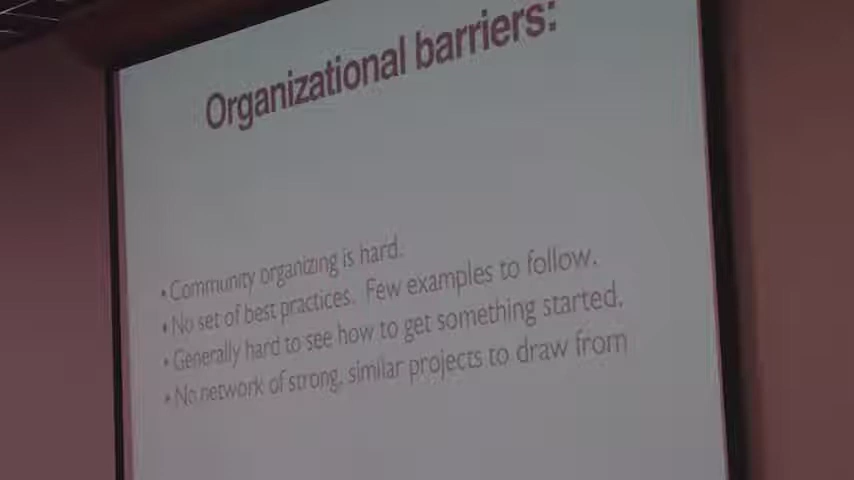 Organizational barriers:
• Community organizing is hard.
• No set of best practices. Few examples to follow.
• Generally hard to see how to get something started.
• No network of strong, similar projects to draw from